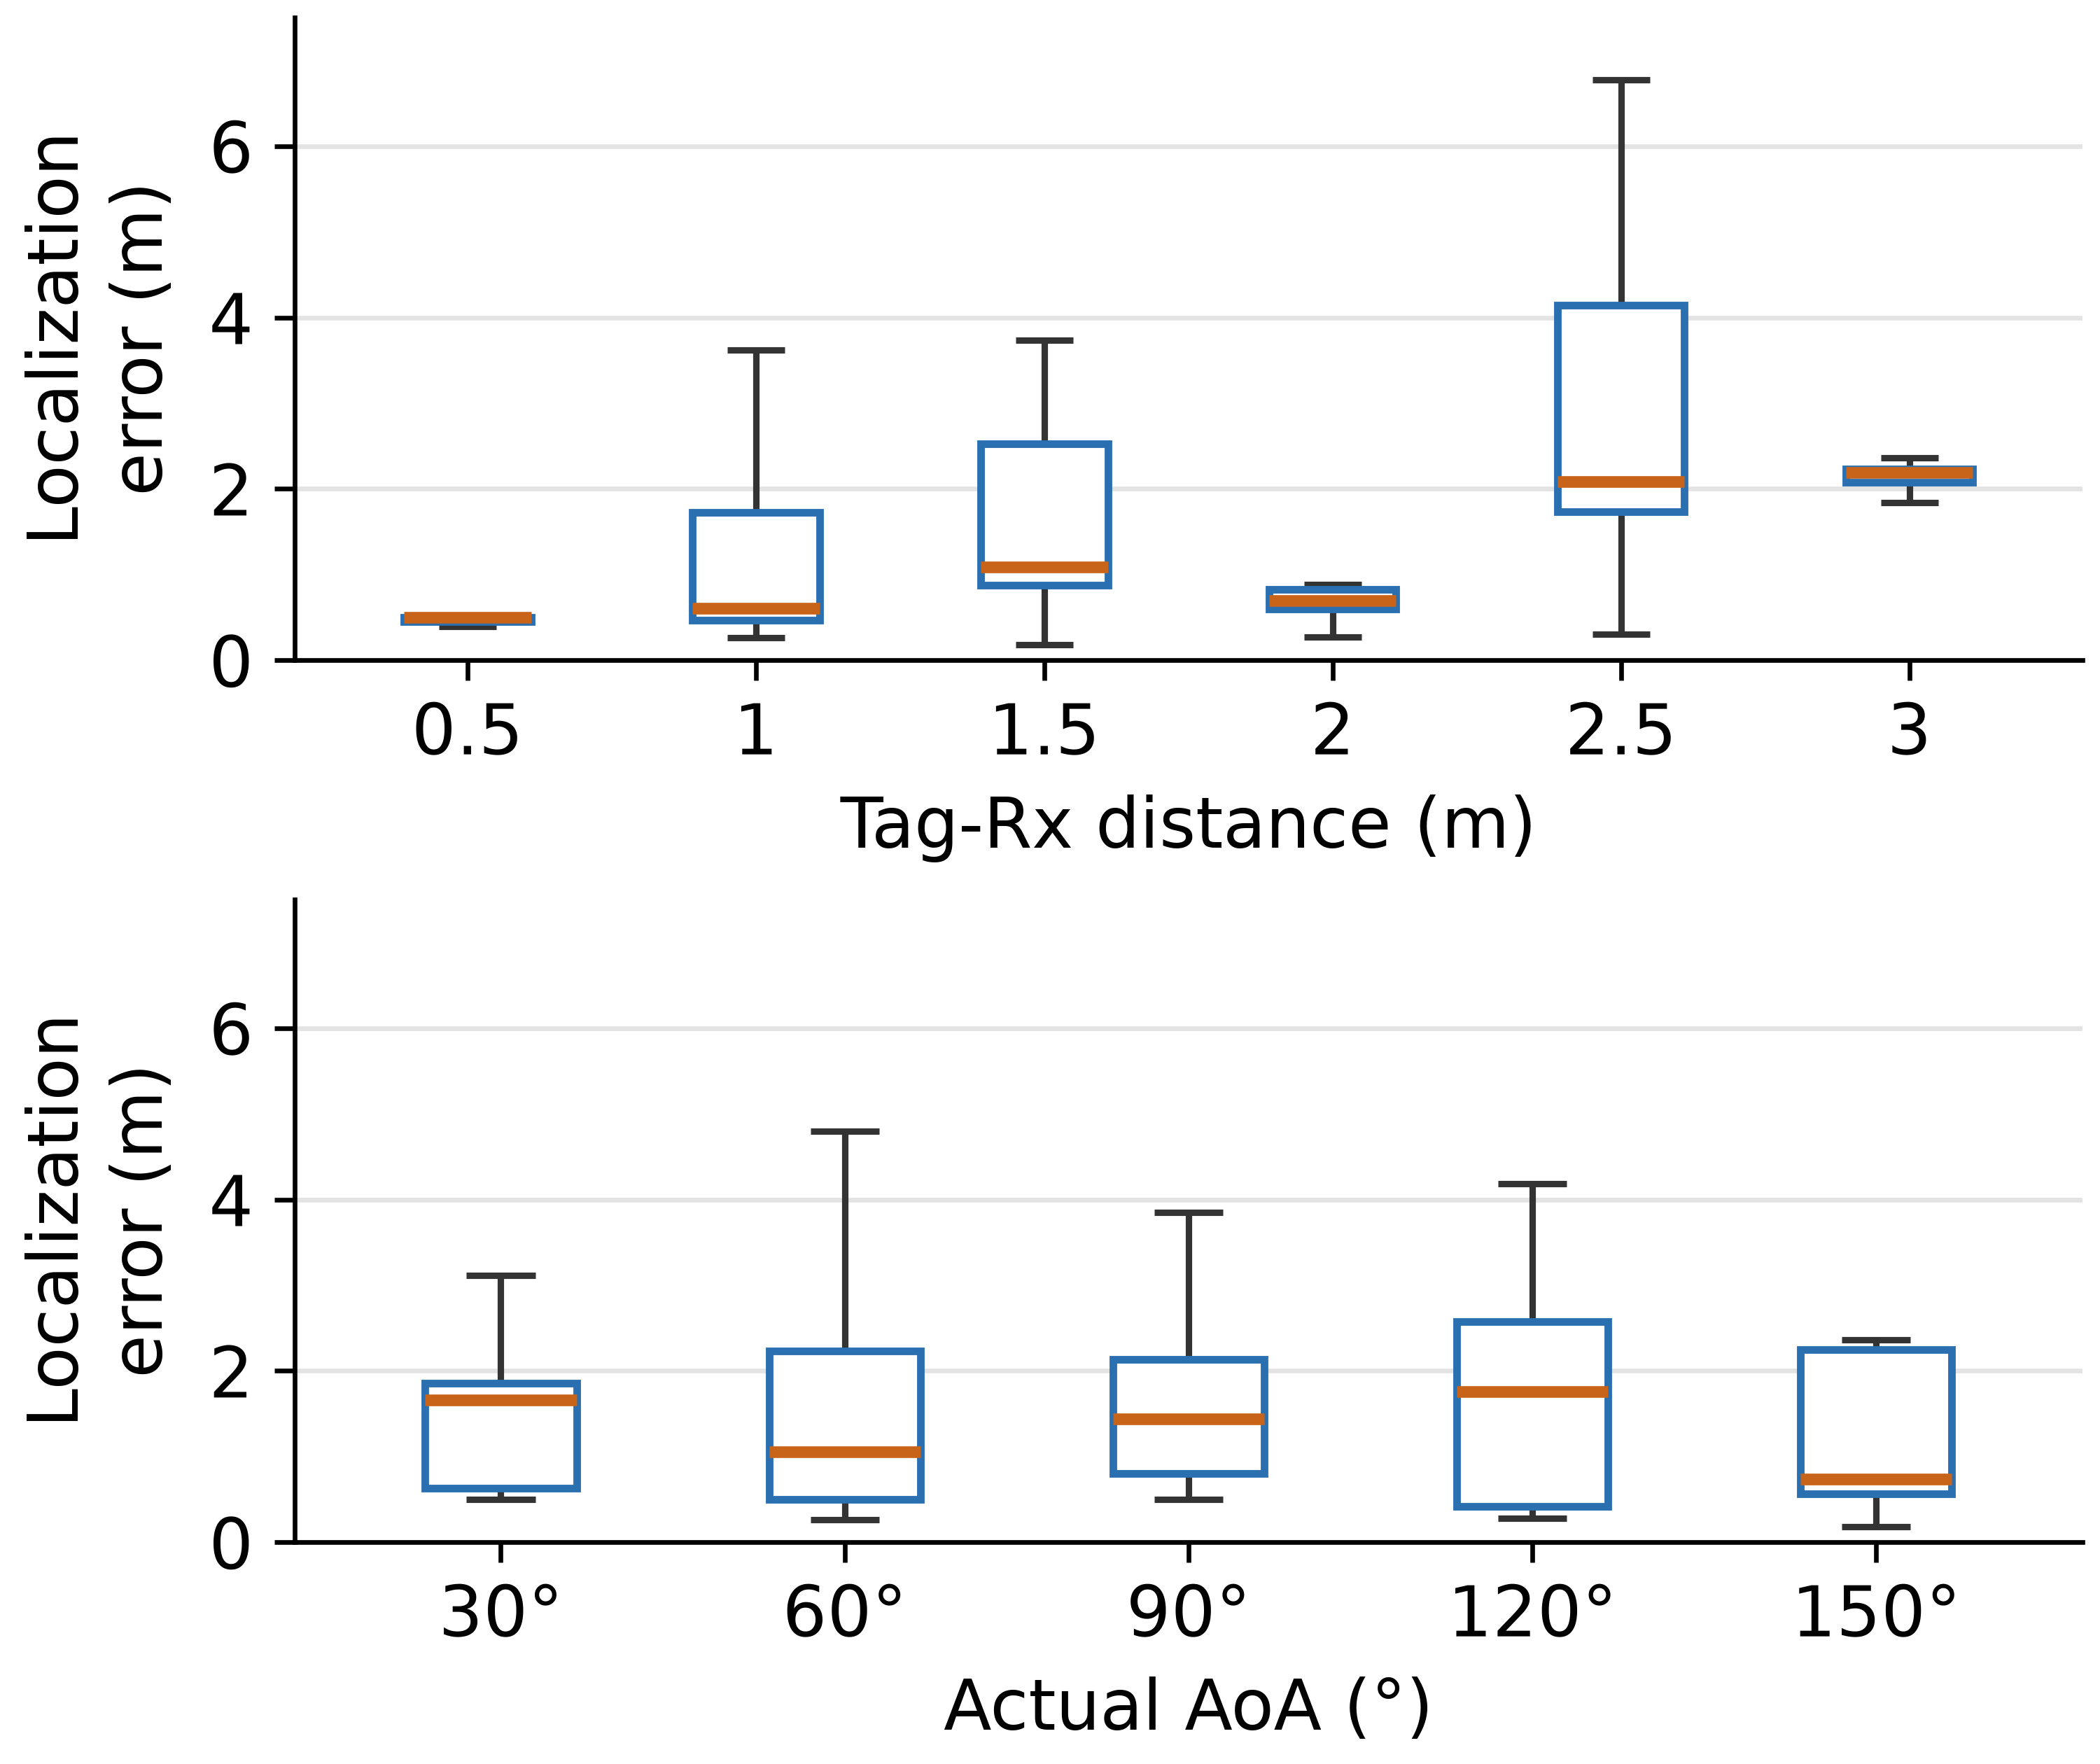 Localization
error (m)
6
4
2
0
0.5 1 1.5 2 2.5 3
Tag-Rx distance (m)
Localization
error (m)
6
4
2
0
30° 60° 90° 120° 150°
Actual AoA (°)